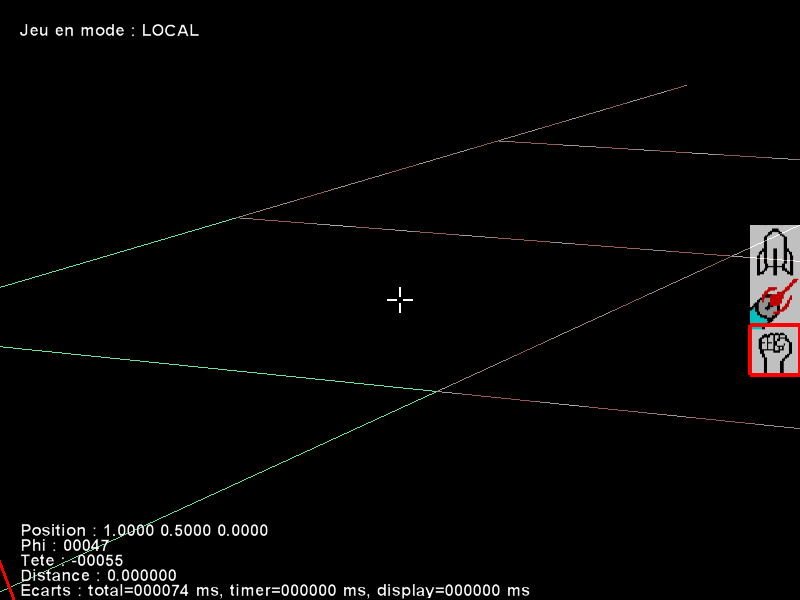 Jeu en mode : LOCAL
Position : 1.0000 0.5000 0.0000
Phi : 00047
Tete : -00055
Distance : 0.000000
Ecarts : total=000074 ms, timer=000000 ms, display=000000 ms